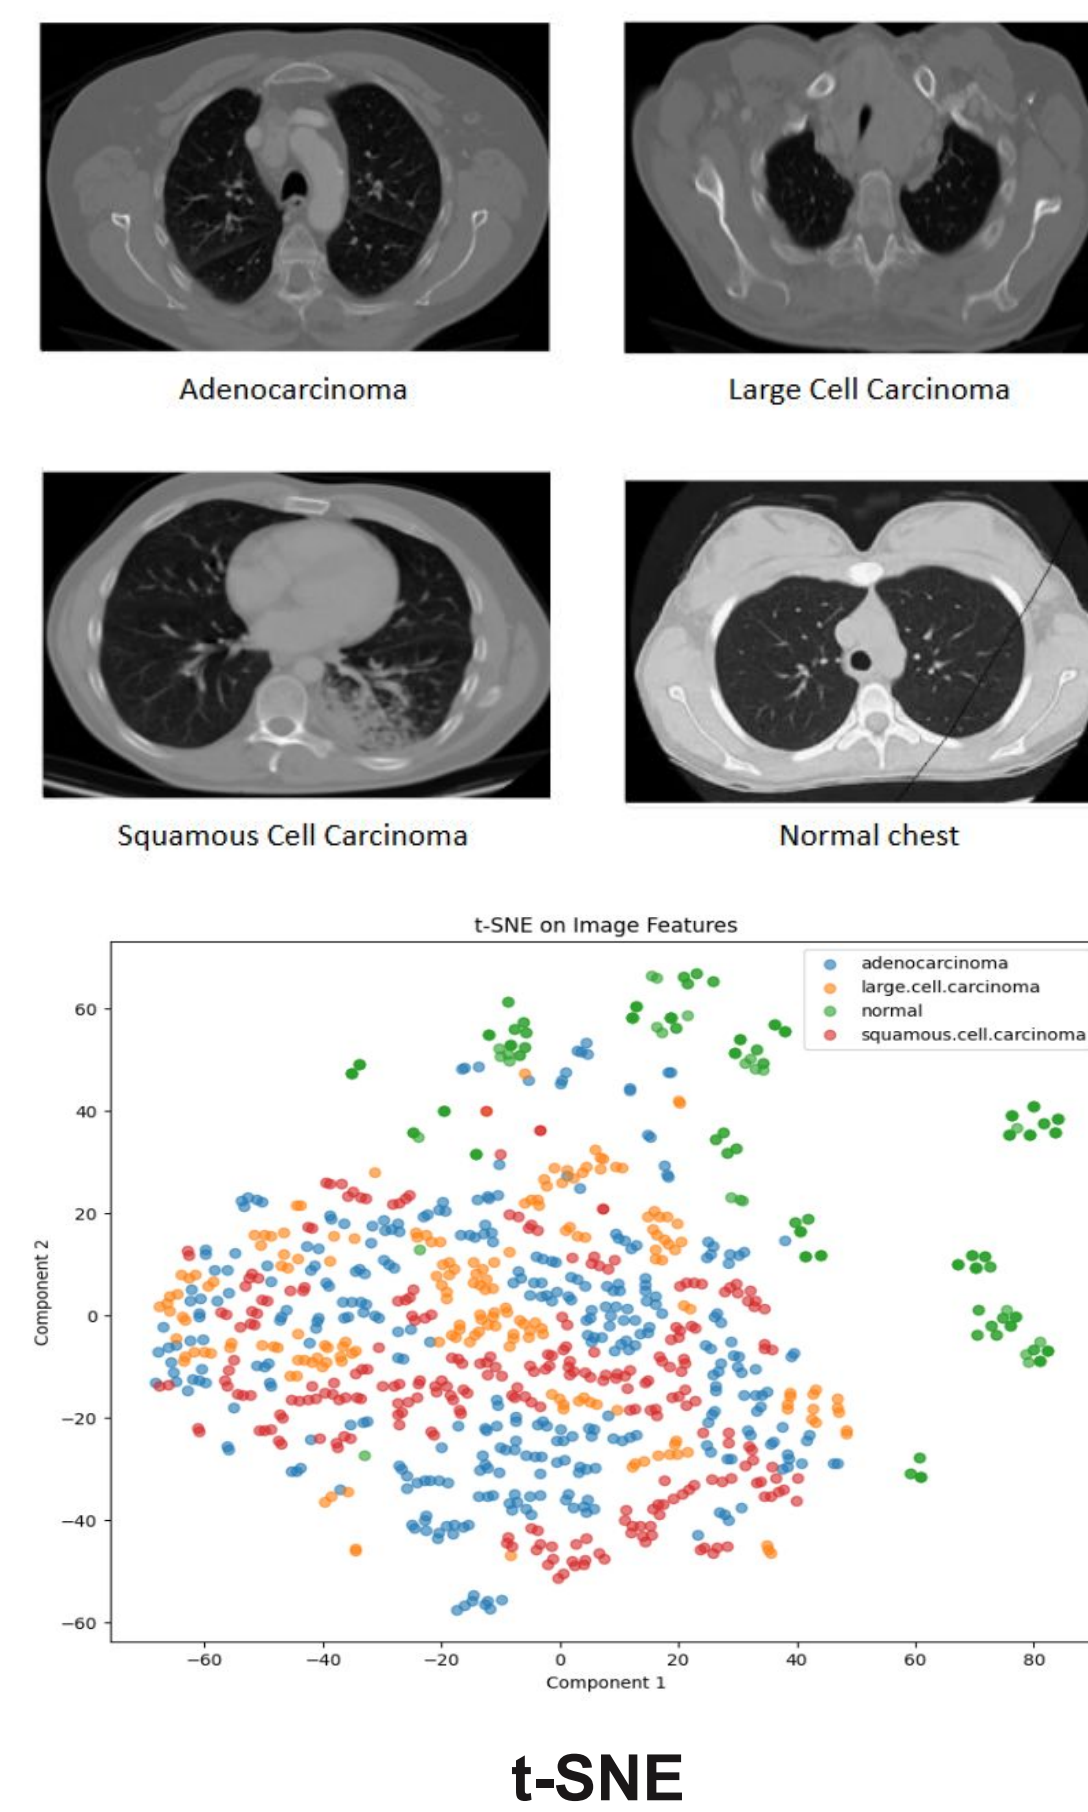 Adenocarcinoma
Large Cell Carcinoma
Squamous Cell Carcinoma
Normal chest
t-SNE on Image Features
adenocarcinoma
large.cell.carcinoma
normal
squamous.cell.carcinoma
60
40
20
0
−20
−40
−60
Component 2
−60
−40
−20
0
20
40
60
80
Component 1
t-SNE